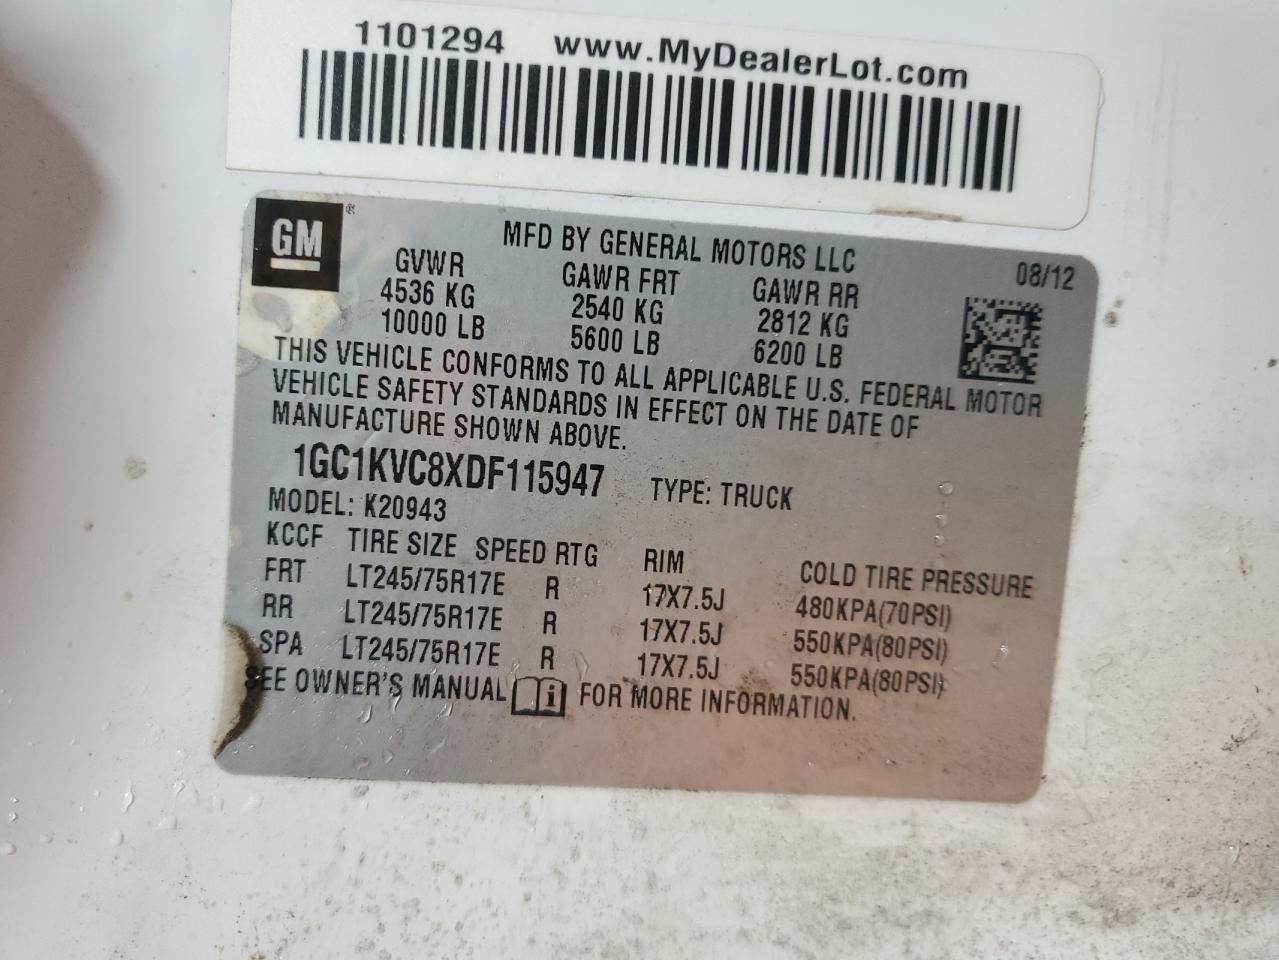 1101294 www.MyDealerLot.com
GM ®
MFD BY GENERAL MOTORS LLC
08/12
GVWR GAWR FRT GAWR RR
4536 KG 2540 KG 2812 KG
10000 LB 5600 LB 6200 LB
THIS VEHICLE CONFORMS TO ALL APPLICABLE U.S. FEDERAL MOTOR
VEHICLE SAFETY STANDARDS IN EFFECT ON THE DATE OF
MANUFACTURE SHOWN ABOVE.
1GC1KVC8XDF115947 TYPE: TRUCK
MODEL: K20943
KCCF TIRE SIZE SPEED RTG RIM COLD TIRE PRESSURE
FRT LT245/75R17E R 17X7.5J 480KPA(70PSI)
RR LT245/75R17E R 17X7.5J 550KPA(80PSI)
SPA LT245/75R17E R 17X7.5J 550KPA(80PSI)
SEE OWNER'S MANUAL i FOR MORE INFORMATION.